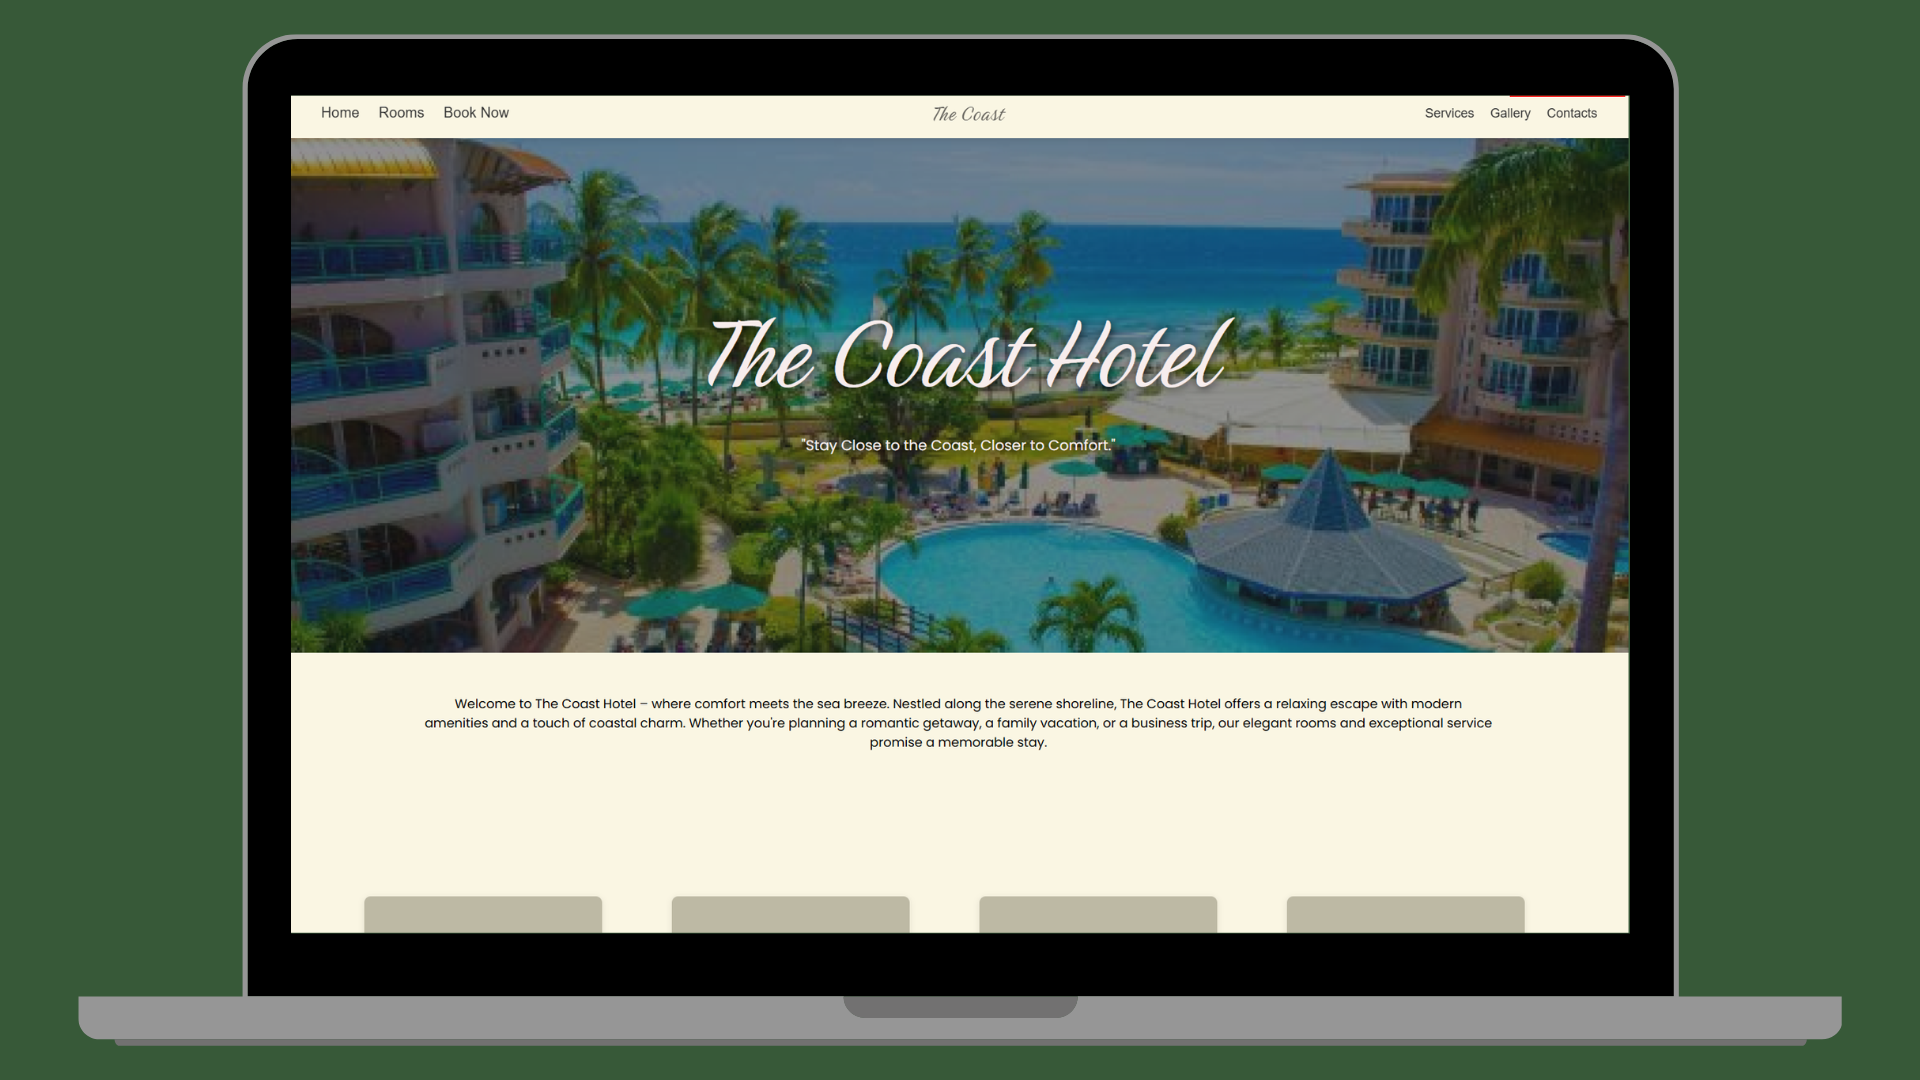 Home Rooms Book Now The Coast Services Gallery Contacts
The Coast Hotel
"Stay Close to the Coast, Closer to Comfort."
Welcome to The Coast Hotel – where comfort meets the sea breeze. Nestled along the serene shoreline, The Coast Hotel offers a relaxing escape with modern
amenities and a touch of coastal charm. Whether you're planning a romantic getaway, a family vacation, or a business trip, our elegant rooms and exceptional service
promise a memorable stay.